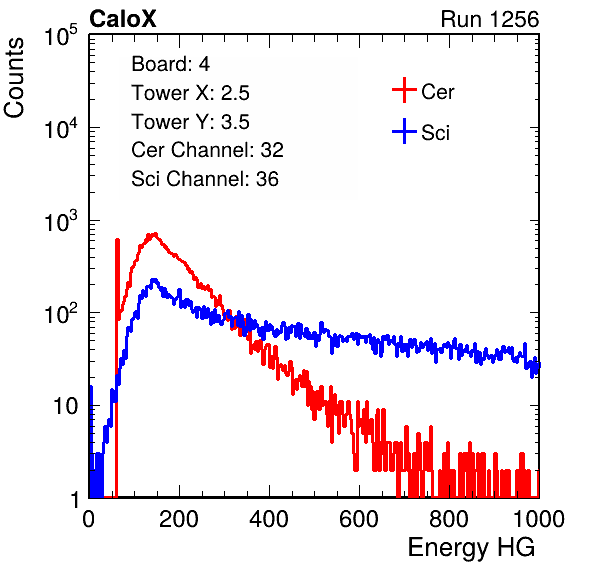 CaloX Run 1256
Counts
10^5
10^4
10^3
10^2
10
1
Board: 4
Tower X: 2.5
Tower Y: 3.5
Cer Channel: 32
Sci Channel: 36
Cer
Sci
0 200 400 600 800 1000
Energy HG